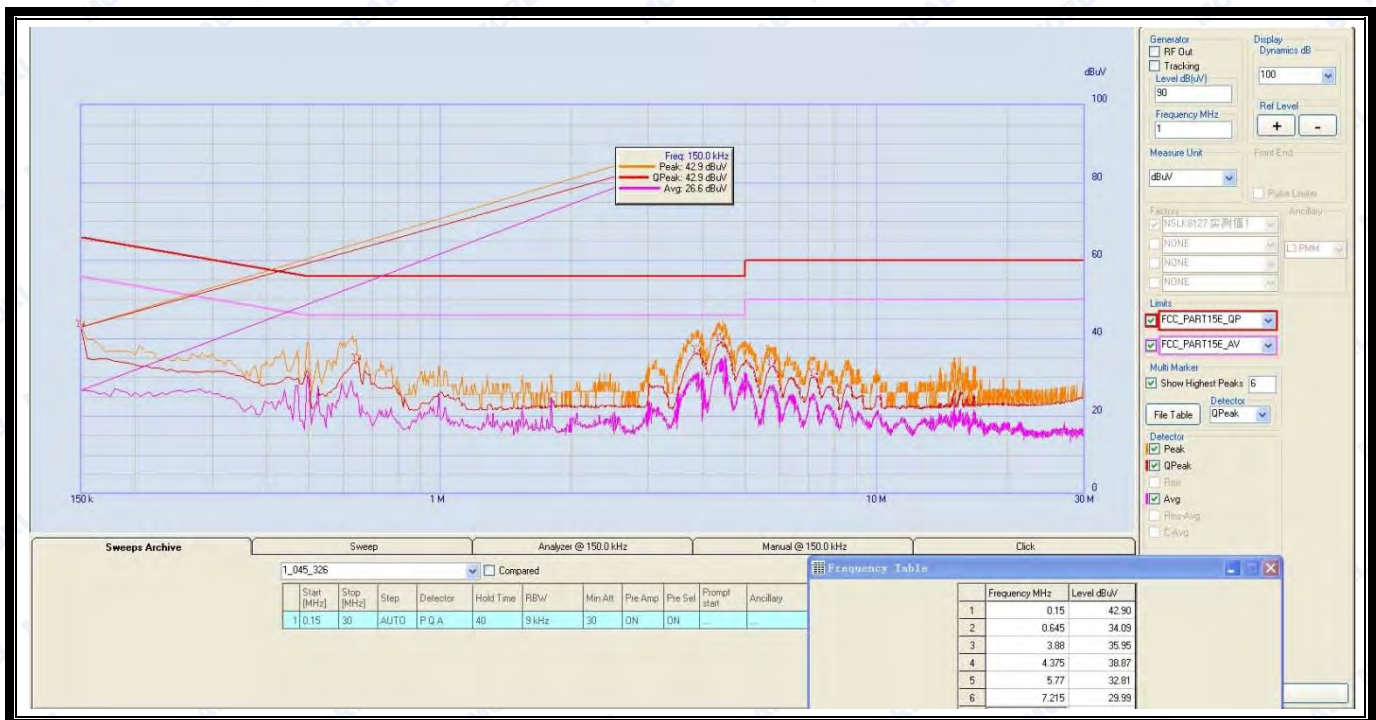 dBuV
100
80
60
40
20
0
150 k
1 M
10 M
30 M
Freq: 150.0 kHz
Peak: 42.9 dBuV
QPeak: 42.9 dBuV
Avg: 26.6 dBuV
Generator
RF Out
Tracking
Level dB(uV)
90
Frequency MHz
1
Display
Dynamics dB
100
Ref Level
+ -
Measure Unit
dBuV
Front End
Pulse Limiter
Factory Ancillary
NSLK8127 实测值1
NONE L3 PMM
NONE
NONE
Limits
FCC_PART15E_QP
FCC_PART15E_AV
Multi Marker
Show Highest Peaks 6
File Table
Detector
QPeak
Detector
Peak
QPeak
Rms
Avg
Rms-Avg
C-Avg
Sweeps Archive Sweep Analyzer @ 150.0 kHz Manual @ 150.0 kHz Click
1_045_326 Compared
Start [MHz] Stop [MHz] Step Detector Hold Time RBW Min Att Pre Amp Pre Sel Prompt start Ancillary
1 0.15 30 AUTO P Q A 40 9 kHz 30 ON ON ... ...
Frequency Table
Frequency MHz Level dBuV
1 0.15 42.90
2 0.645 34.09
3 3.88 35.95
4 4.375 38.87
5 5.77 32.81
6 7.215 29.99